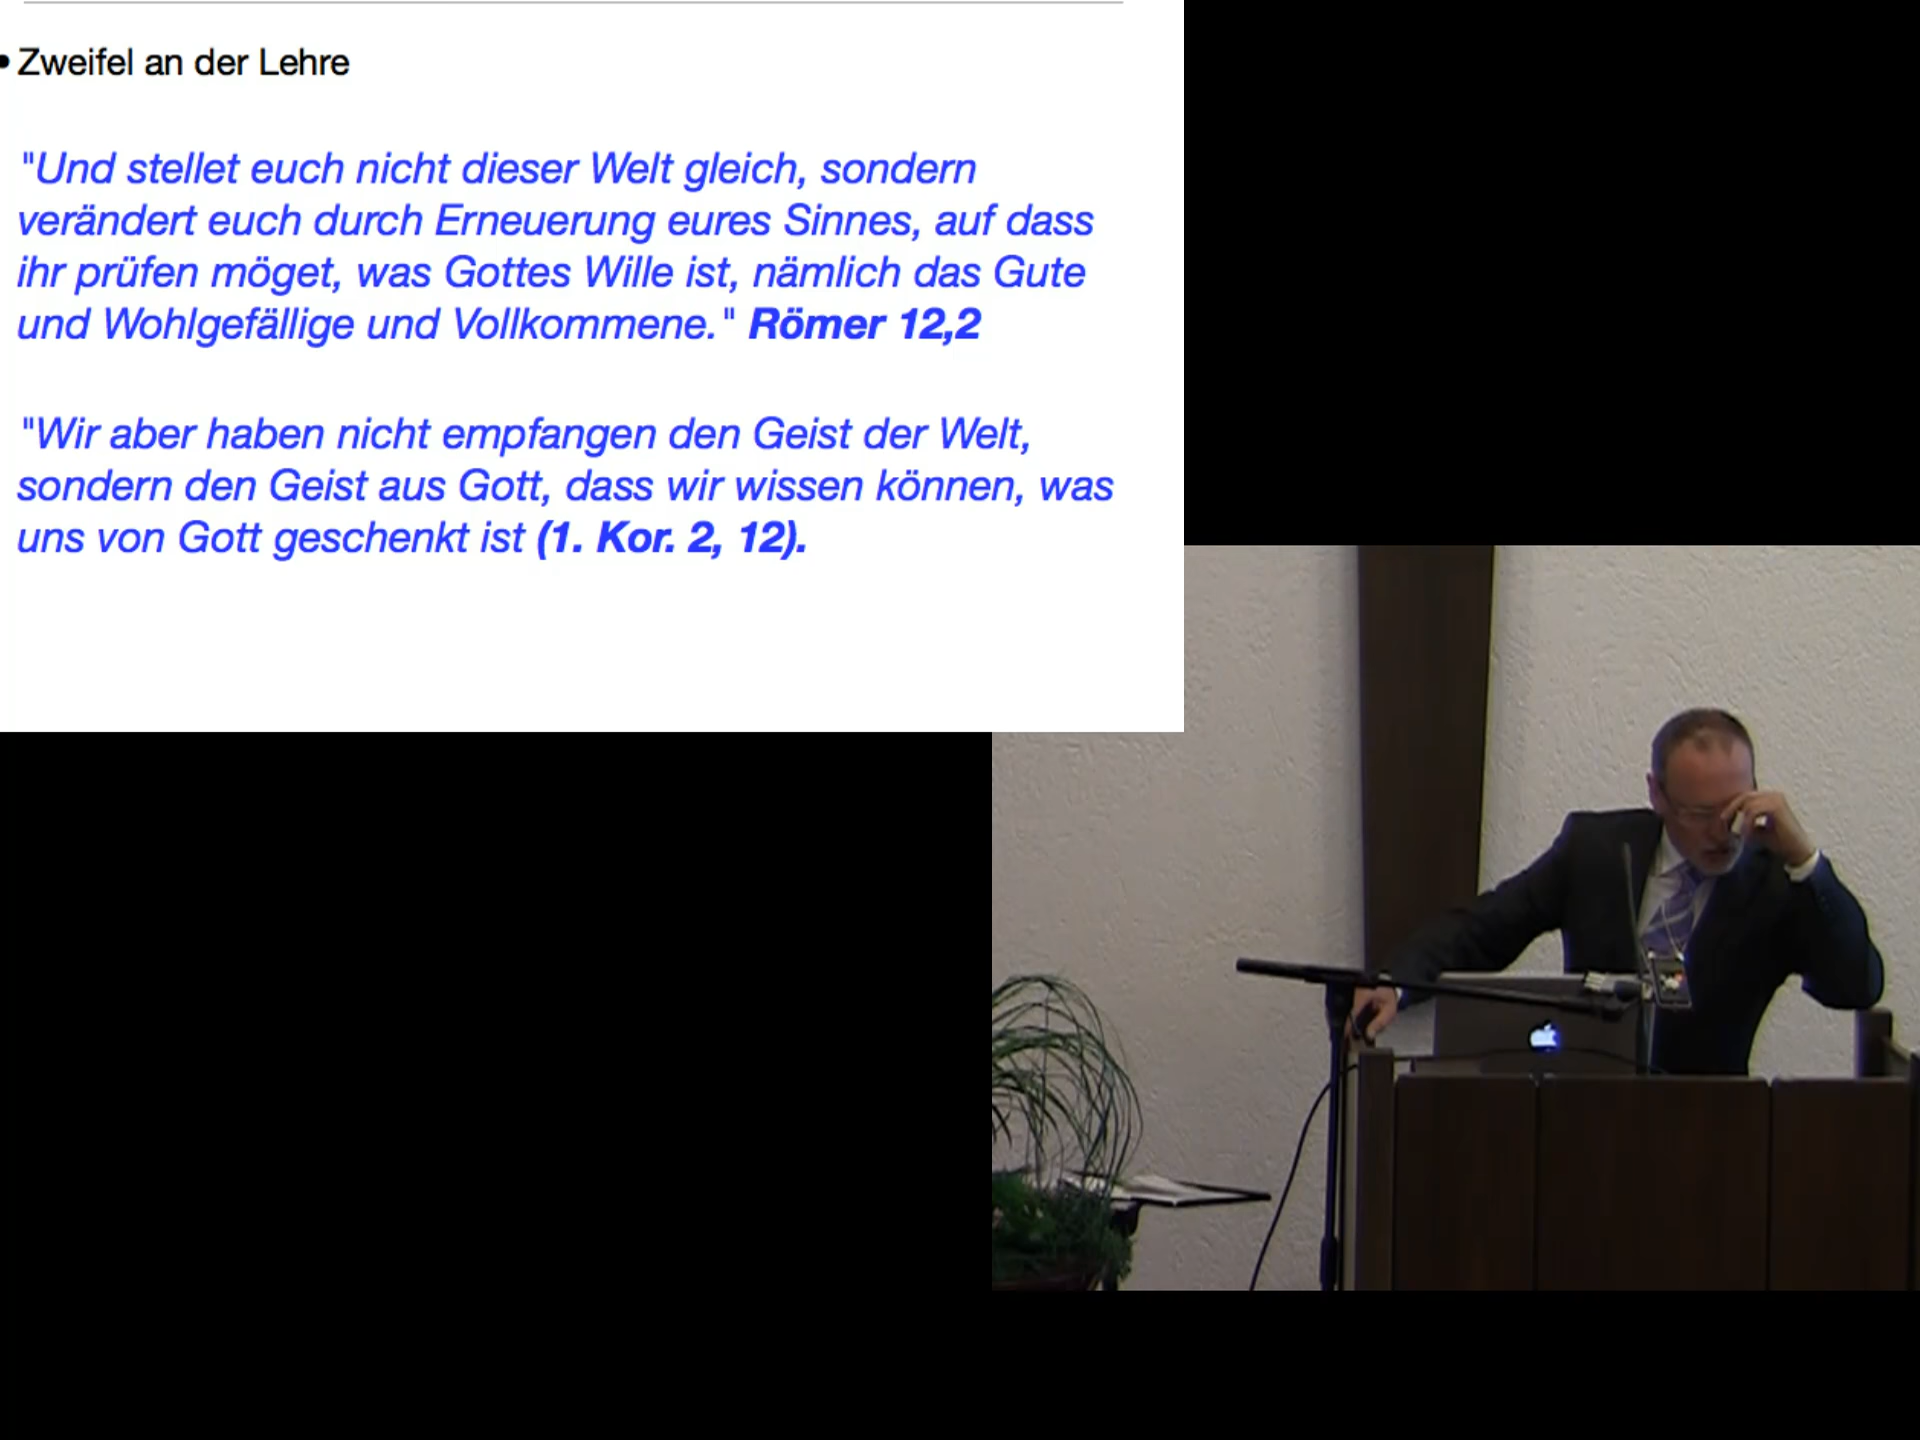 • Zweifel an der Lehre
"Und stellet euch nicht dieser Welt gleich, sondern
verändert euch durch Erneuerung eures Sinnes, auf dass
ihr prüfen möget, was Gottes Wille ist, nämlich das Gute
und Wohlgefällige und Vollkommene." Römer 12,2
"Wir aber haben nicht empfangen den Geist der Welt,
sondern den Geist aus Gott, dass wir wissen können, was
uns von Gott geschenkt ist (1. Kor. 2, 12).